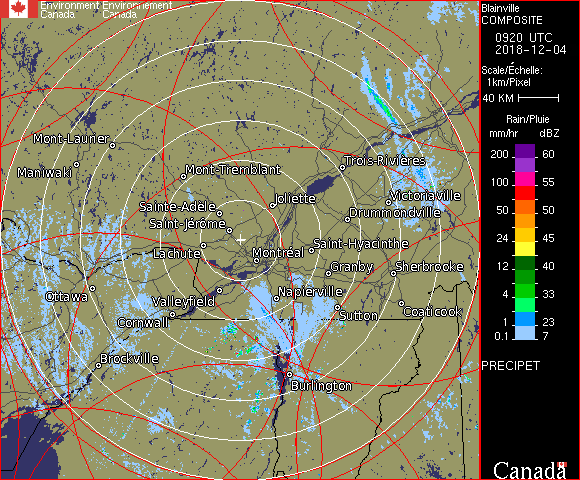 Environment Environnement
Canada Canada
Blainville
COMPOSITE
0920 UTC
2018-12-04
Scale/Échelle:
1km/Pixel
40 KM
Rain/Pluie
mm/hr dBZ
200 60
100 55
50 50
24 45
12 40
4 33
1 23
0.1 7
PRECIPET
Canada
Mont-Laurier
Maniwaki
Mont-Tremblant
Trois-Rivières
Sainte-Adèle
Joliette
Victoriaville
Saint-Jérôme
Drummondville
Lachute
Montréal
Saint-Hyacinthe
Granby
Sherbrooke
Ottawa
Valleyfield
Napierville
Cornwall
Sutton
Coaticook
Brockville
Burlington